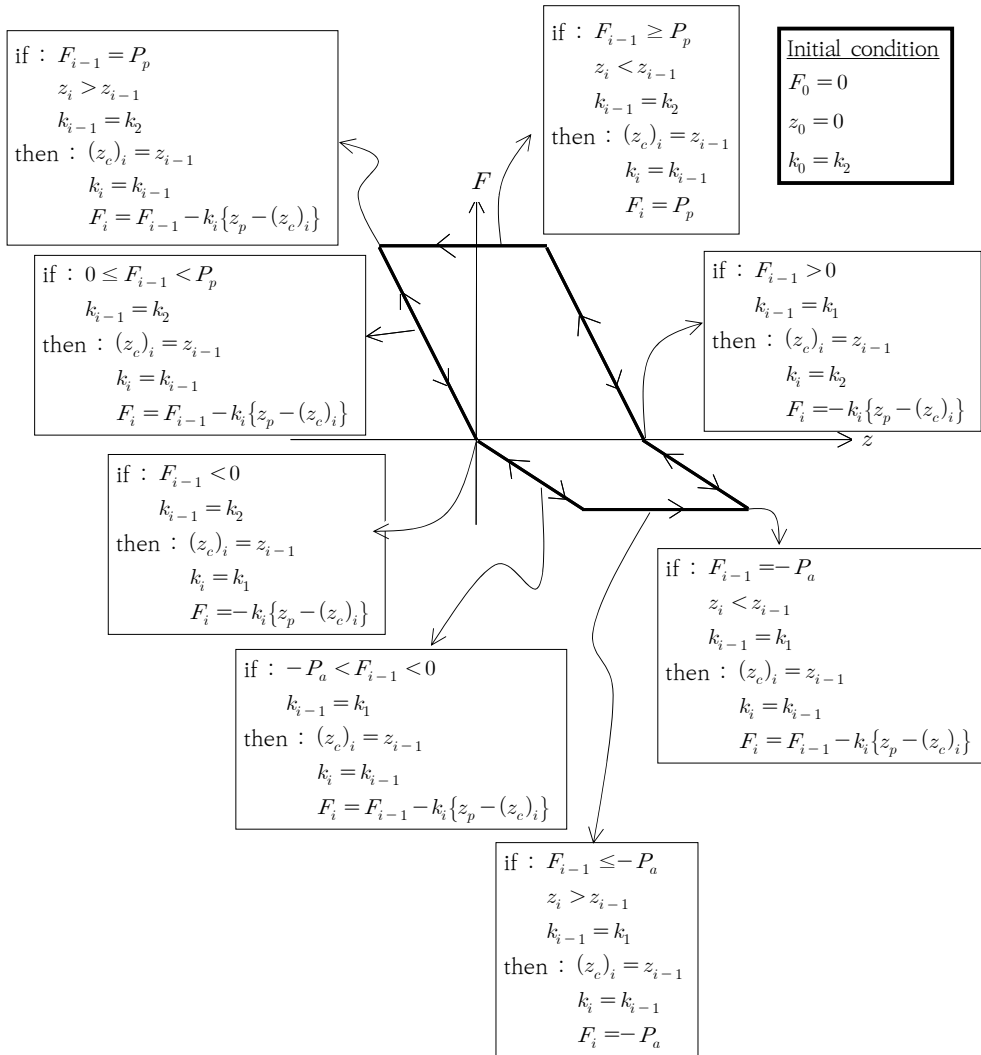 if : F_{i-1} = P_p
z_i > z_{i-1}
k_{i-1} = k_2
then : (z_c)_i = z_{i-1}
k_i = k_{i-1}
F_i = F_{i-1} - k_i{z_p - (z_c)_i}
if : F_{i-1} ≥ P_p
z_i < z_{i-1}
k_{i-1} = k_2
then : (z_c)_i = z_{i-1}
k_i = k_{i-1}
F_i = P_p
Initial condition
F_0 = 0
z_0 = 0
k_0 = k_2
F
if : 0 ≤ F_{i-1} < P_p
k_{i-1} = k_2
then : (z_c)_i = z_{i-1}
k_i = k_{i-1}
F_i = F_{i-1} - k_i{z_p - (z_c)_i}
if : F_{i-1} > 0
k_{i-1} = k_1
then : (z_c)_i = z_{i-1}
k_i = k_2
F_i = -k_i{z_p - (z_c)_i}
z
if : F_{i-1} < 0
k_{i-1} = k_2
then : (z_c)_i = z_{i-1}
k_i = k_1
F_i = -k_i{z_p - (z_c)_i}
if : F_{i-1} = -P_a
z_i < z_{i-1}
k_{i-1} = k_1
then : (z_c)_i = z_{i-1}
k_i = k_{i-1}
F_i = F_{i-1} - k_i{z_p - (z_c)_i}
if : -P_a < F_{i-1} < 0
k_{i-1} = k_1
then : (z_c)_i = z_{i-1}
k_i = k_{i-1}
F_i = F_{i-1} - k_i{z_p - (z_c)_i}
if : F_{i-1} ≤ -P_a
z_i > z_{i-1}
k_{i-1} = k_1
then : (z_c)_i = z_{i-1}
k_i = k_{i-1}
F_i = -P_a